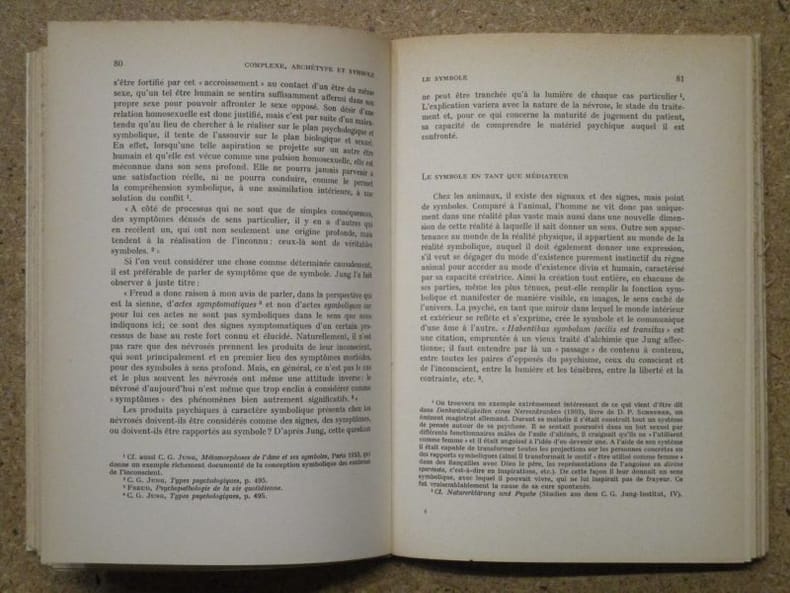 80
COMPLEXE, ARCHÉTYPE ET SYMBOLE
s'être fortifié par cet « accroissement » au contact d'un être du même
sexe, qu'un tel être humain se sentira suffisamment affermi dans son
propre sexe pour pouvoir affronter le sexe opposé. Son désir d'une
relation homosexuelle est donc justifié, mais c'est par suite d'un malen-
tendu qu'au lieu de chercher à le réaliser sur le plan psychologique et
symbolique, il tente de l'assouvir sur le plan biologique et sexuel.
En effet, lorsqu'une telle aspiration se projette sur un autre être
humain et qu'elle est vécue comme une pulsion homosexuelle, elle est
méconnue dans son sens profond. Elle ne pourra jamais parvenir à
une satisfaction réelle, ni ne pourra conduire, comme le permet
la compréhension symbolique, à une assimilation intérieure, à une
solution du conflit ¹.
« A côté de processus qui ne sont que de simples conséquences,
des symptômes dénués de sens particulier, il y en a d'autres qui
en recèlent un, qui ont non seulement une origine profonde, mais
tendent à la réalisation de l'inconnu : ceux-là sont de véritables
symboles. ² »
Si l'on veut considérer une chose comme déterminée causalement,
il est préférable de parler de symptôme que de symbole. Jung l'a fait
observer à juste titre :
« Freud a donc raison à mon avis de parler, dans la perspective qui
est la sienne, d'actes symptomatiques ³ et non d'actes symboliques car
pour lui ces actes ne sont pas symboliques dans le sens que nous
indiquons ici; ce sont des signes symptomatiques d'un certain pro-
cessus de base au reste fort connu et élucidé. Naturellement, il n'est
pas rare que des névrosés prennent les produits de leur inconscient,
qui sont principalement et en premier lieu des symptômes morbides,
pour des symboles à sens profond. Mais, en général, ce n'est pas le cas
et le plus souvent les névrosés ont même une attitude inverse : le
névrosé d'aujourd'hui n'est même que trop enclin à considérer comme
« symptômes » des phénomènes bien autrement significatifs. ⁴ »
Les produits psychiques à caractère symbolique présents chez les
névrosés doivent-ils être considérés comme des signes, des symptômes,
ou doivent-ils être rapportés au symbole? D'après Jung, cette question
¹ Cf. aussi C. G. JUNG, Métamorphoses de l'âme et ses symboles, Paris 1953, qui
donne un exemple richement documenté de la conception symbolique des contenus
de l'inconscient.
² C. G. JUNG, Types psychologiques, p. 495.
³ FREUD, Psychopathologie de la vie quotidienne.
⁴ C. G. JUNG, Types psychologiques, p. 495.
LE SYMBOLE
81
ne peut être tranchée qu'à la lumière de chaque cas particulier ¹.
L'explication variera avec la nature de la névrose, le stade du traite-
ment et, pour ce qui concerne la maturité de jugement du patient,
sa capacité de comprendre le matériel psychique auquel il est
confronté.
LE SYMBOLE EN TANT QUE MÉDIATEUR
Chez les animaux, il existe des signaux et des signes, mais point
de symboles. Comparé à l'animal, l'homme ne vit donc pas unique-
ment dans une réalité plus vaste mais aussi dans une nouvelle dimen-
sion de cette réalité à laquelle il sait donner un sens. Outre son appar-
tenance au monde de la réalité physique, il appartient au monde de la
réalité symbolique, auquel il doit également donner une expression,
s'il veut se dégager du mode d'existence purement instinctif du règne
animal pour accéder au mode d'existence divin et humain, caractérisé
par sa capacité créatrice. Ainsi la création tout entière, en chacune de
ses parties, même les plus ténues, peut-elle remplir la fonction sym-
bolique et manifester de manière visible, en images, le sens caché de
l'univers. La psyché, en tant que miroir dans lequel le monde intérieur
et extérieur se reflète et s'exprime, crée le symbole et le communique
d'une âme à l'autre. « Habentibus symbolum facilis est transitus » est
une citation, empruntée à un vieux traité d'alchimie que Jung affec-
tionne; il faut entendre par là un « passage » de contenu à contenu,
entre toutes les paires d'opposés du psychisme, ceux du conscient et
de l'inconscient, entre la lumière et les ténèbres, entre la liberté et la
contrainte, etc. ².
¹ On trouvera un exemple extrêmement intéressant de ce qui vient d'être dit
dans Denkwürdigkeiten eines Nervenkranken (1903), livre de D. P. SCHREBER, un
éminent magistrat allemand. Durant sa maladie il s'était construit tout un système
de pensées autour de sa psychose. Il se sentait poursuivi dans un but sexuel par
différents fonctionnaires mâles de l'asile d'aliénés, il craignait qu'ils ne « l'utilisent
comme femme » et il était angoissé à l'idée d'en devenir une. A l'aide de son système
il était capable de transformer toutes les projections sur les personnes concrètes en
des rapports symboliques (ainsi il transformait le motif « être utilisé comme femme »
dans des fiançailles avec Dieu le père, les représentations de l'angoisse en divins
, c'est-à-dire en inspirations, etc.). De cette façon il leur donnait un sens
symbolique, avec lequel il pouvait vivre, qui ne lui inspirait pas de frayeur. Ce
fut vraisemblablement la cause de sa cure spontanée.
² Cf. Naturerklärung und Psyche (Studien aus dem C. G. Jung-Institut, IV).
6